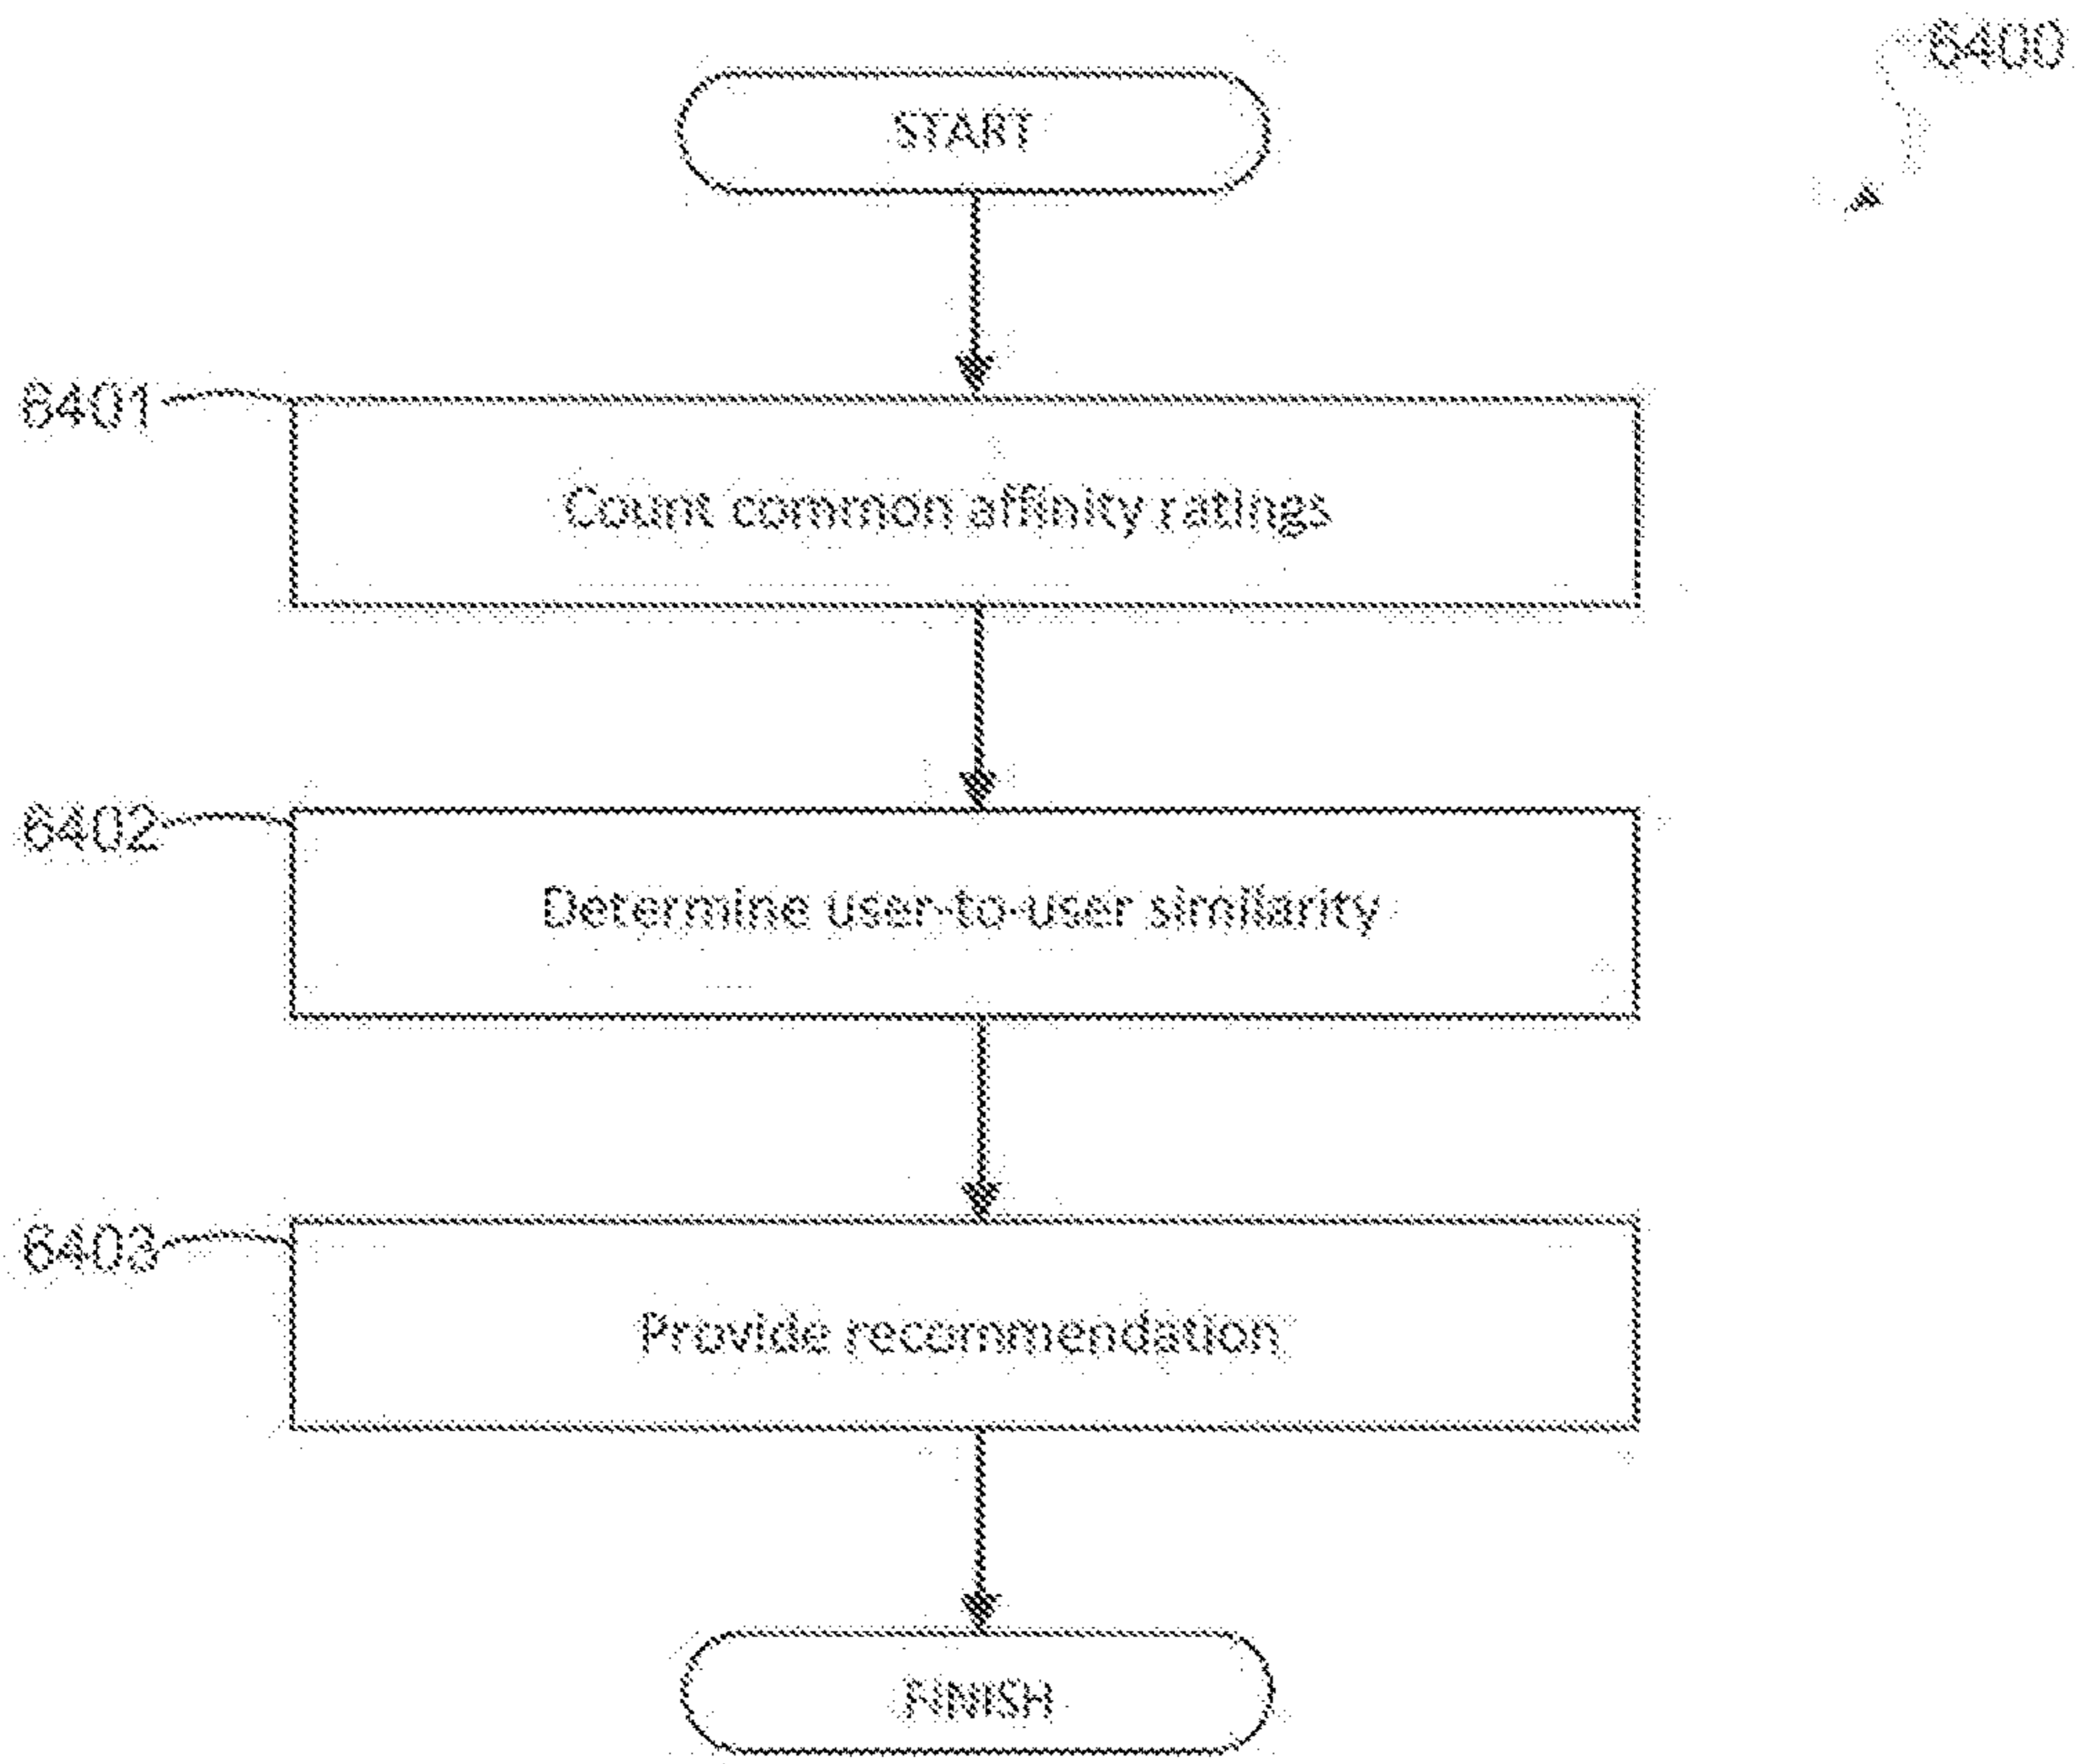 6400
START
6401
Count common affinity ratings
6402
Determine user-to-user similarity
6403
Provide recommendation
FINISH